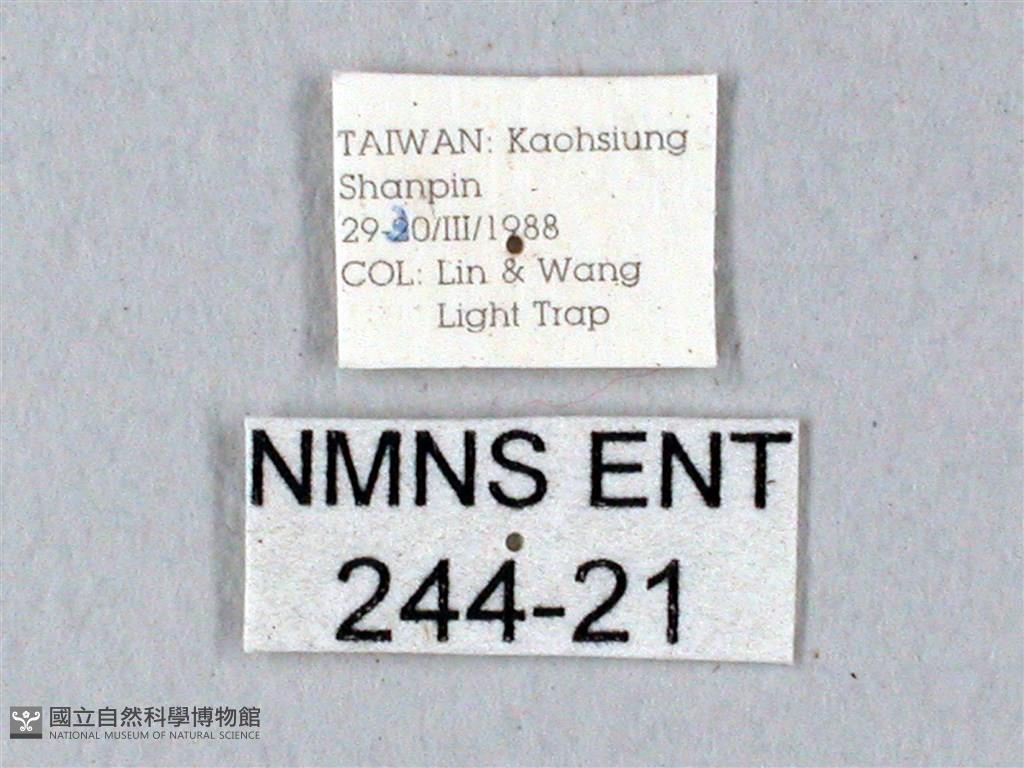 TAIWAN: Kaohsiung
Shanpin
29-30/III/1988
COL: Lin & Wang
Light Trap
NMNS ENT
244-21
國立自然科學博物館
NATIONAL MUSEUM OF NATURAL SCIENCE